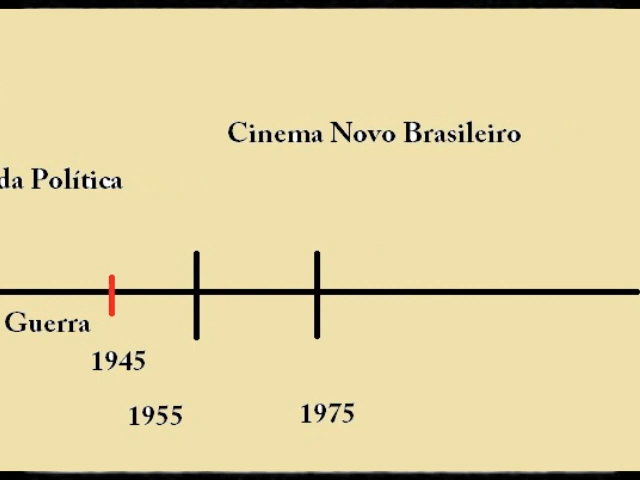 Cinema Novo Brasileiro
da Política
Guerra
1945
1955
1975